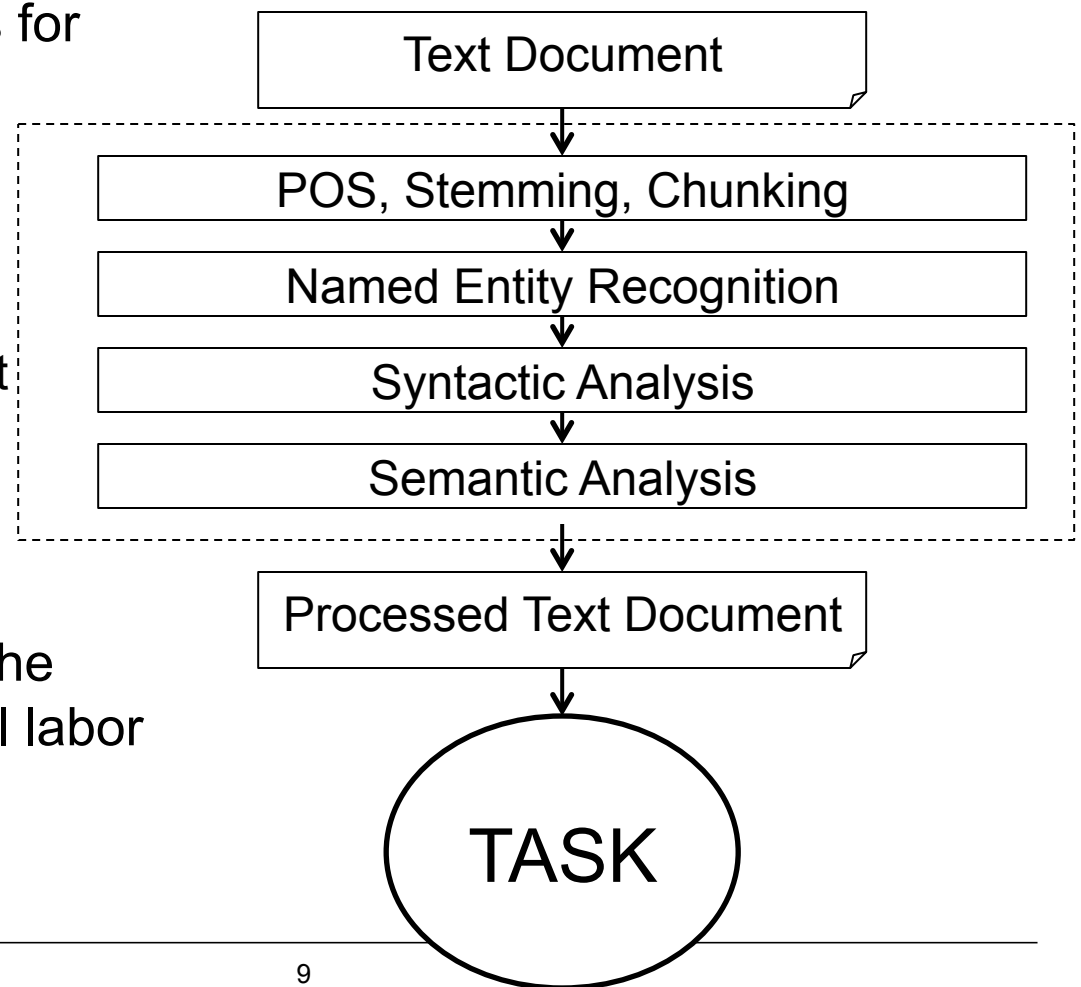 s for
Text Document
POS, Stemming, Chunking
Named Entity Recognition
t
Syntactic Analysis
Semantic Analysis
Processed Text Document
he
l labor
TASK
9